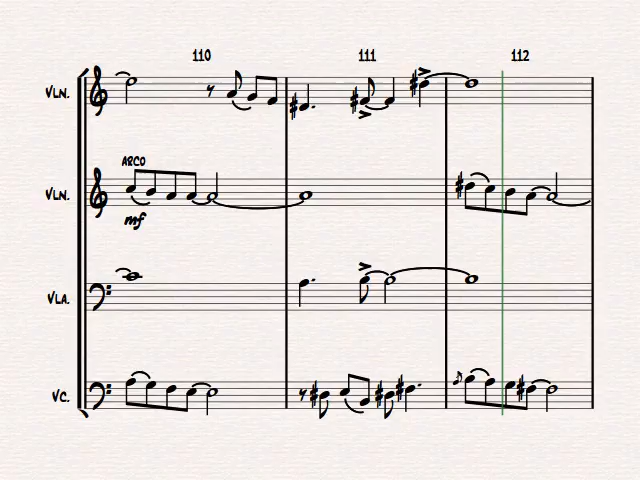 110 111 112
VLN.
ARCO
VLN.
mf
VLA.
VC.